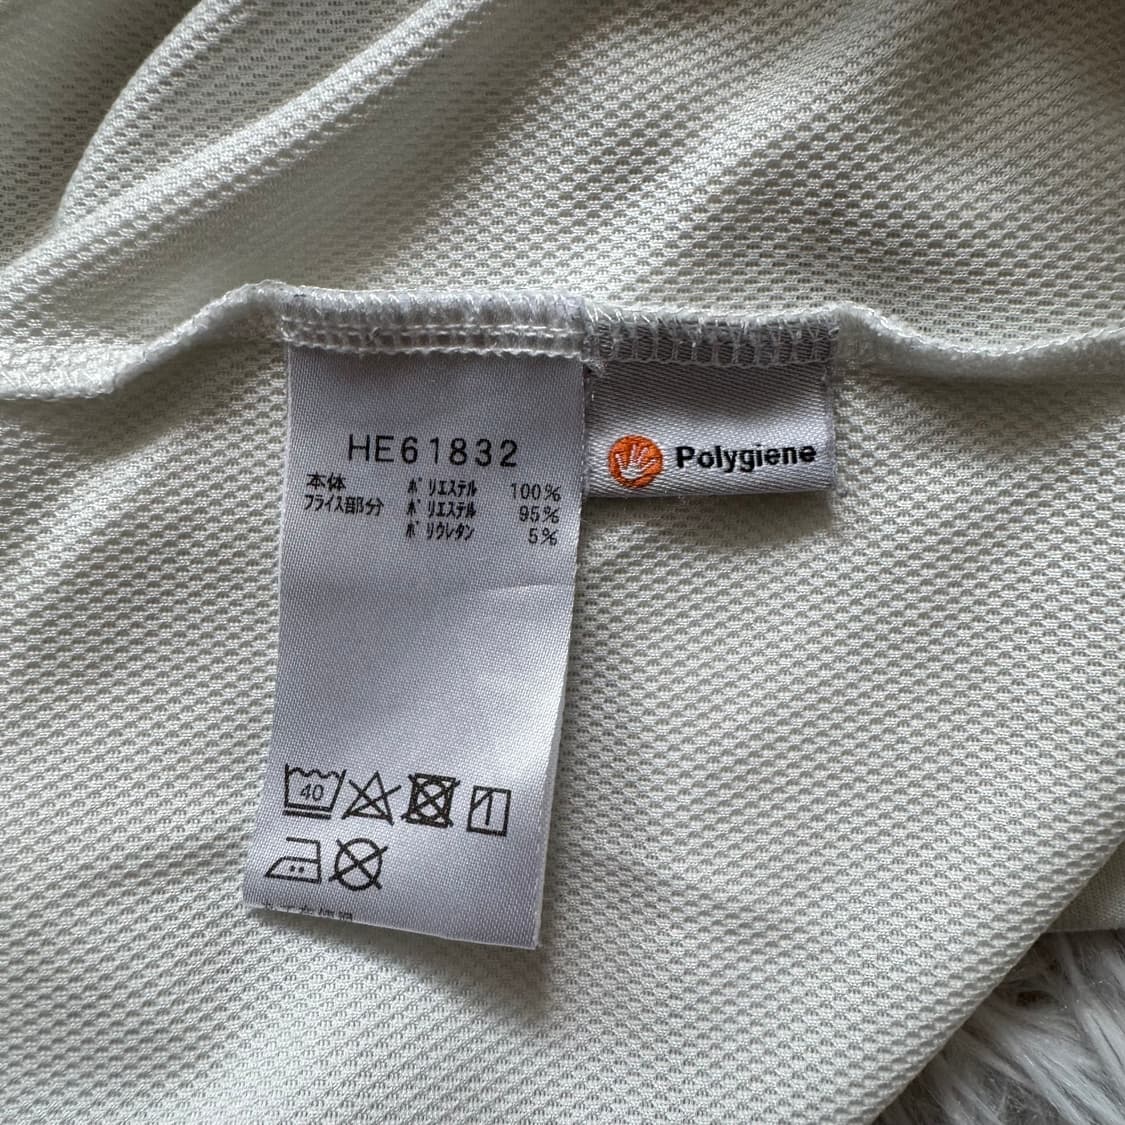 HE61832
本体 ポリエステル 100%
フライス部分 ポリエステル 95%
ポリウレタン 5%
Polygiene
40